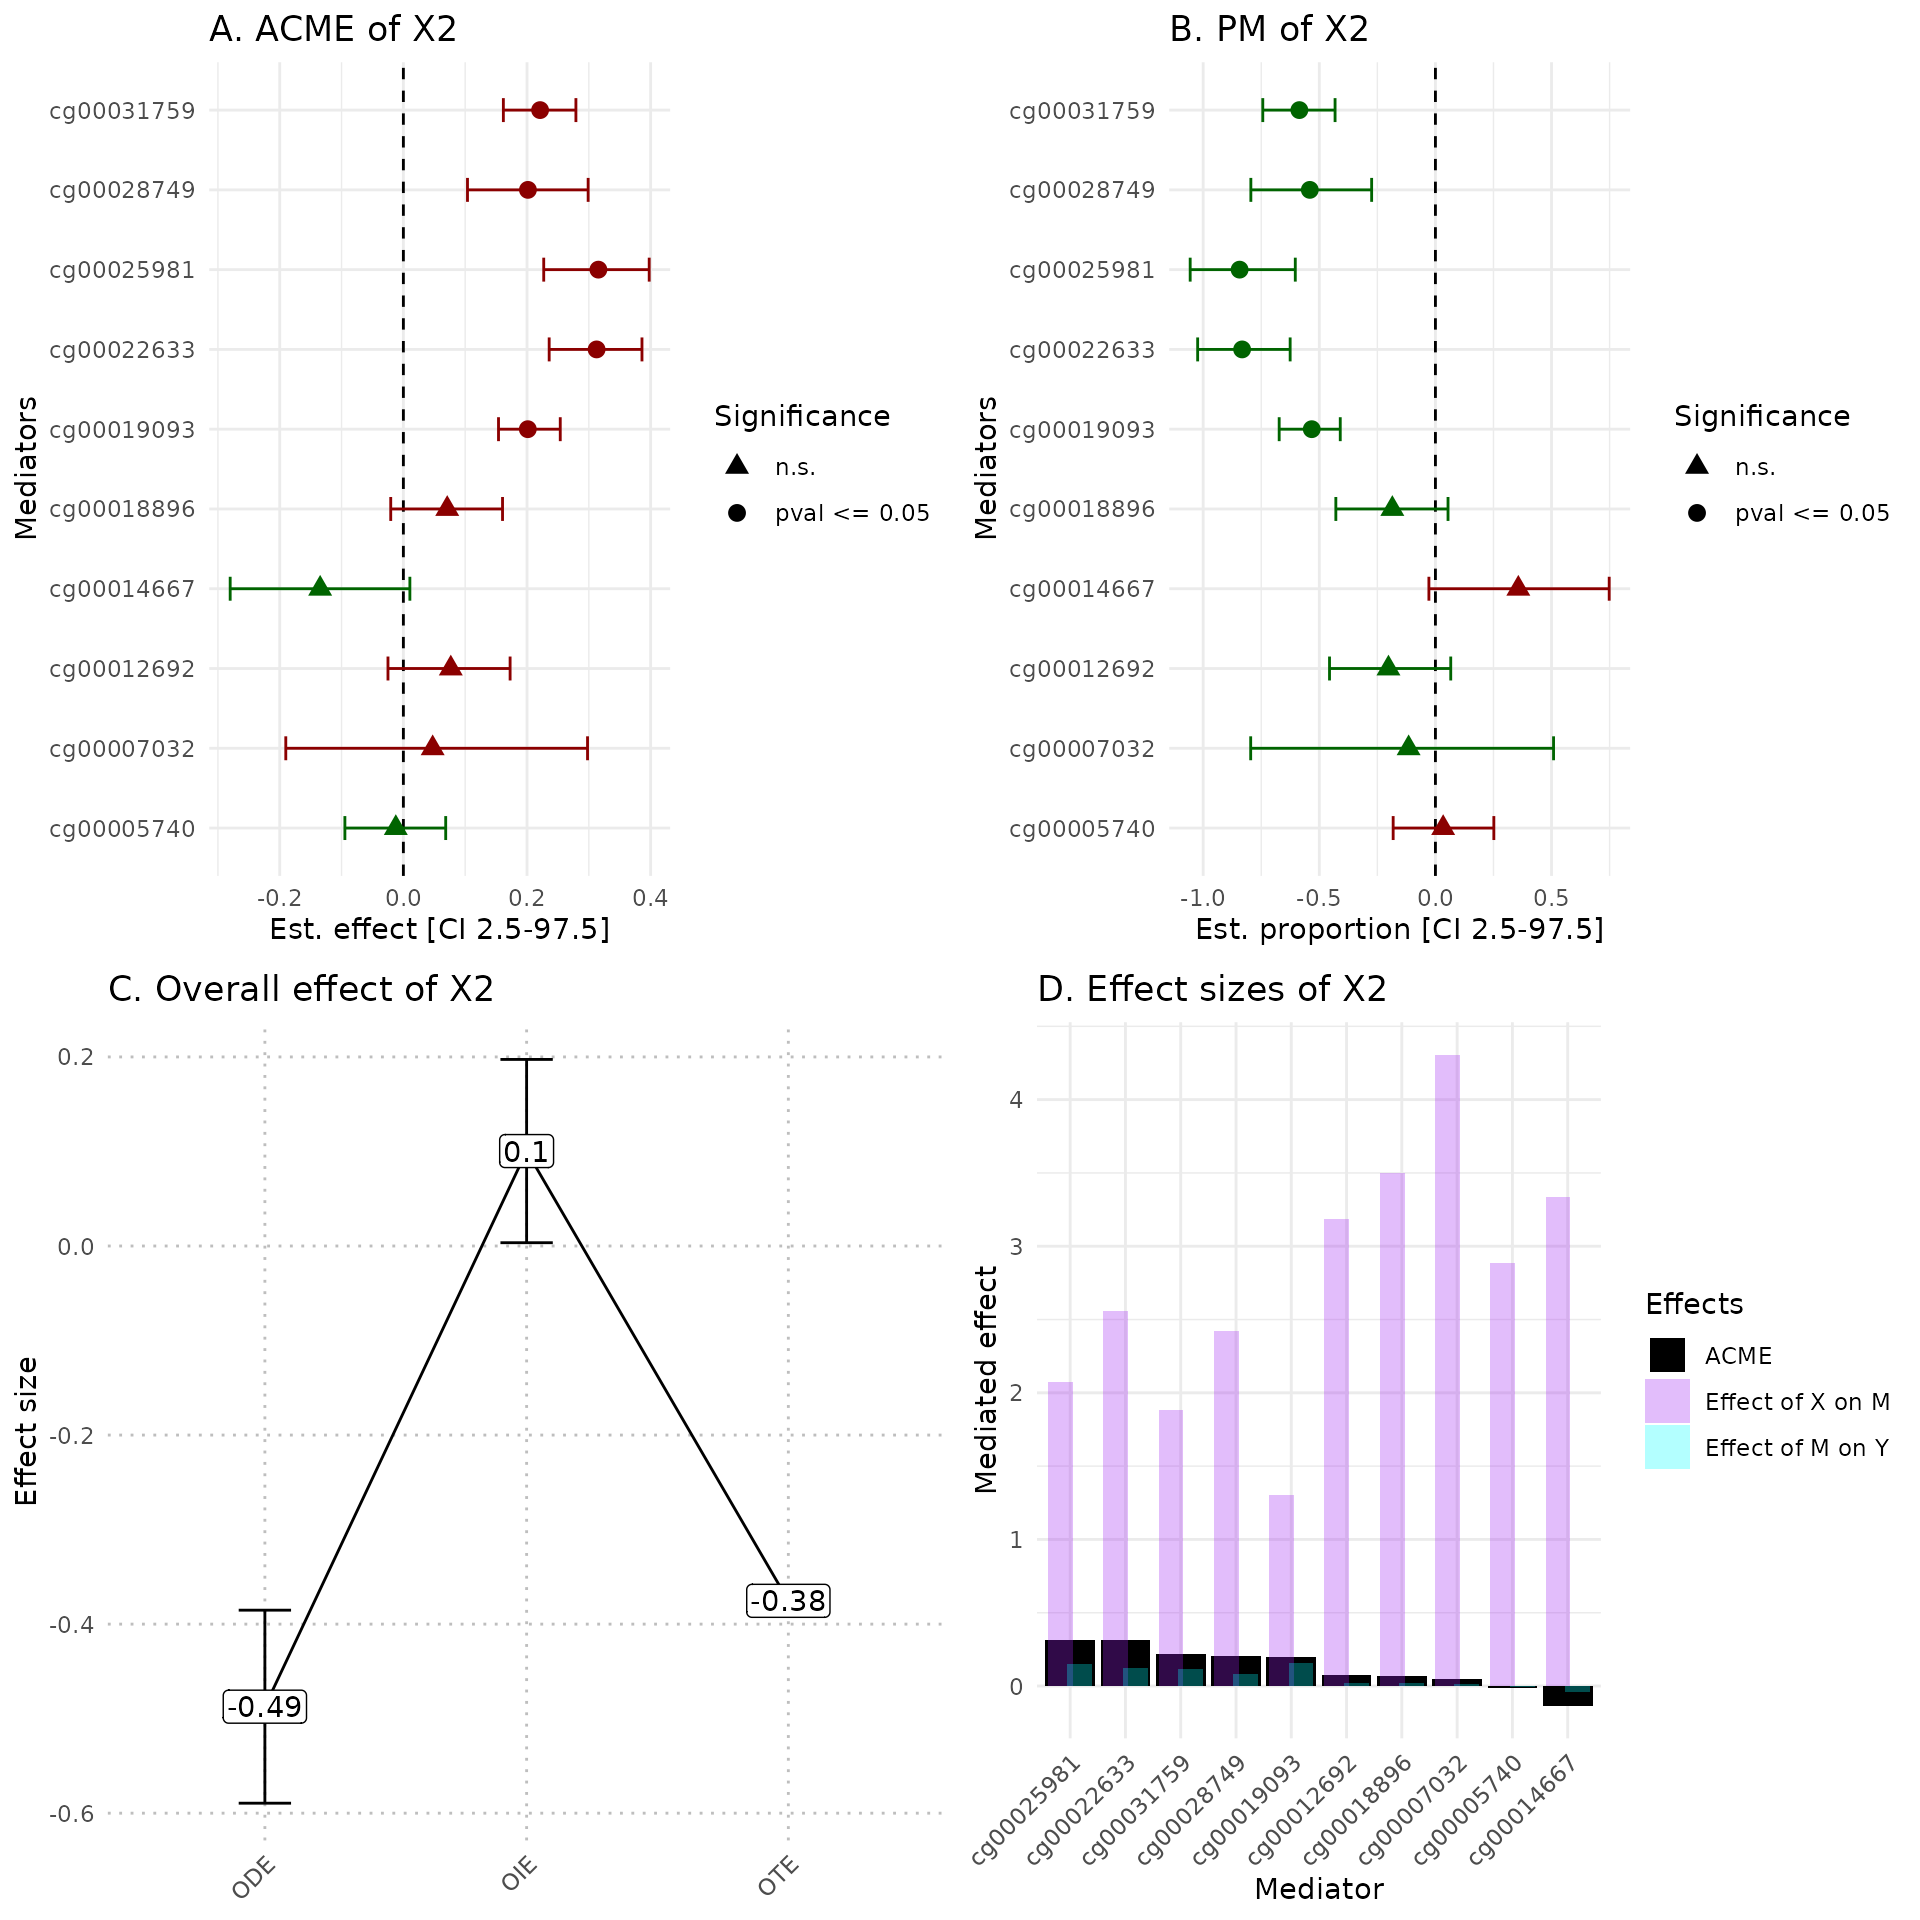 A. ACME of X2
Mediators
cg00031759
cg00028749
cg00025981
cg00022633
cg00019093
cg00018896
cg00014667
cg00012692
cg00007032
cg00005740
-0.2 0.0 0.2 0.4
Est. effect [CI 2.5-97.5]
Significance
n.s.
pval <= 0.05
B. PM of X2
Mediators
cg00031759
cg00028749
cg00025981
cg00022633
cg00019093
cg00018896
cg00014667
cg00012692
cg00007032
cg00005740
-1.0 -0.5 0.0 0.5
Est. proportion [CI 2.5-97.5]
Significance
n.s.
pval <= 0.05
C. Overall effect of X2
Effect size
0.2
0.0
-0.2
-0.4
-0.6
0.1
-0.38
-0.49
ODE OIE OTE
D. Effect sizes of X2
Mediated effect
4
3
2
1
0
cg00025981
cg00022633
cg00031759
cg00028749
cg00019093
cg00012692
cg00018896
cg00007032
cg00005740
cg00014667
Mediator
Effects
ACME
Effect of X on M
Effect of M on Y